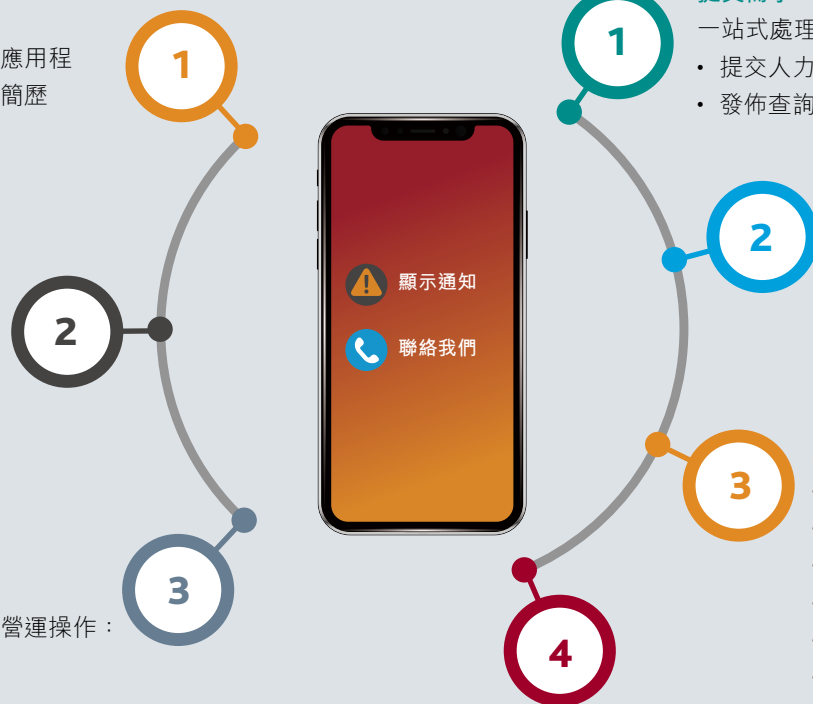 應用程
簡歷
1
2
3
營運操作：
顯示通知
聯絡我們
1
一站式處理
• 提交人力
• 發佈查詢
2
3
4